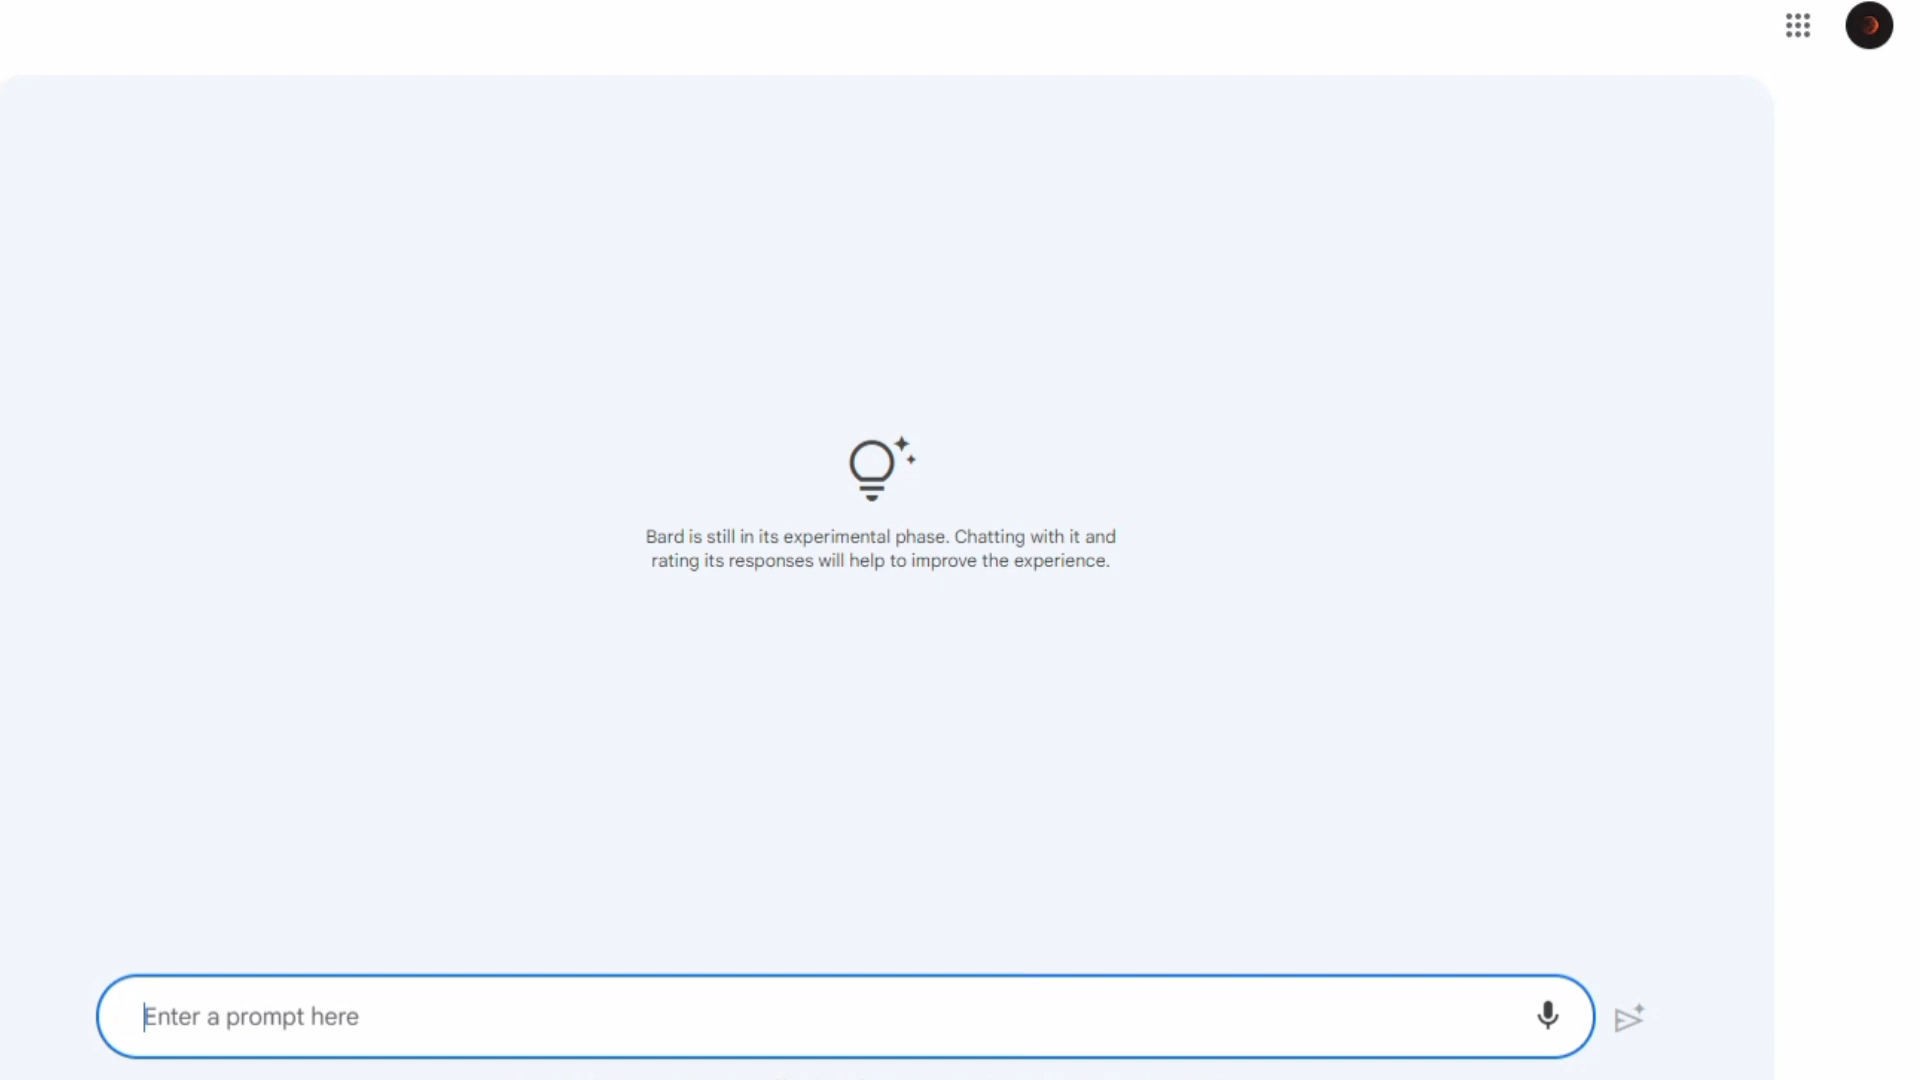 Bard is still in its experimental phase. Chatting with it and
rating its responses will help to improve the experience.
Enter a prompt here